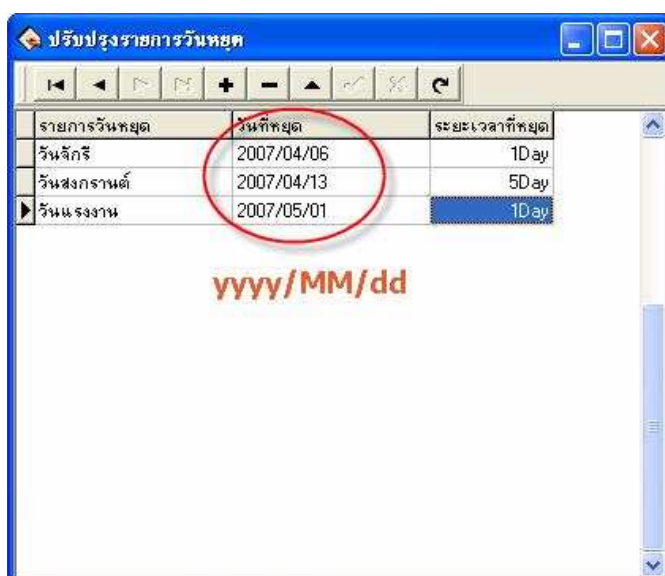 ปรับปรุงรายการวันหยุด
รายการวันหยุด วันที่หยุด ระยะเวลาที่หยุด
วันจักรี 2007/04/06 1Day
วันสงกรานต์ 2007/04/13 5Day
วันแรงงาน 2007/05/01 1Day
yyyy/MM/dd